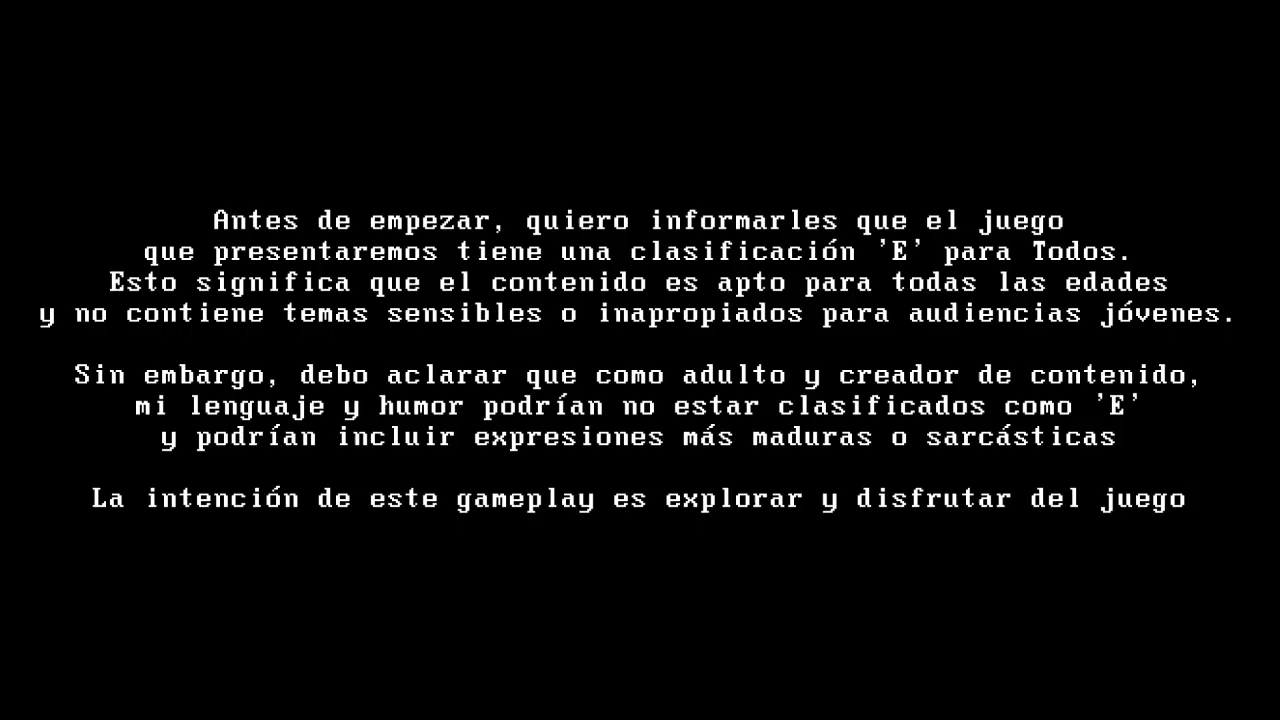 Antes de empezar, quiero informarles que el juego
que presentaremos tiene una clasificación 'E' para Todos.
Esto significa que el contenido es apto para todas las edades
y no contiene temas sensibles o inapropiados para audiencias jóvenes.
Sin embargo, debo aclarar que como adulto y creador de contenido,
mi lenguaje y humor podrían no estar clasificados como 'E'
y podrían incluir expresiones más maduras o sarcásticas
La intención de este gameplay es explorar y disfrutar del juego